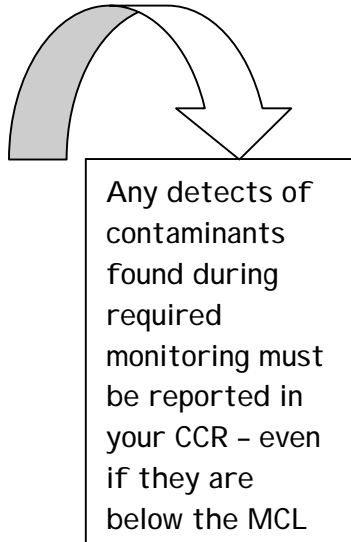 Any detects of
contaminants
found during
required
monitoring must
be reported in
your CCR – even
if they are
below the MCL